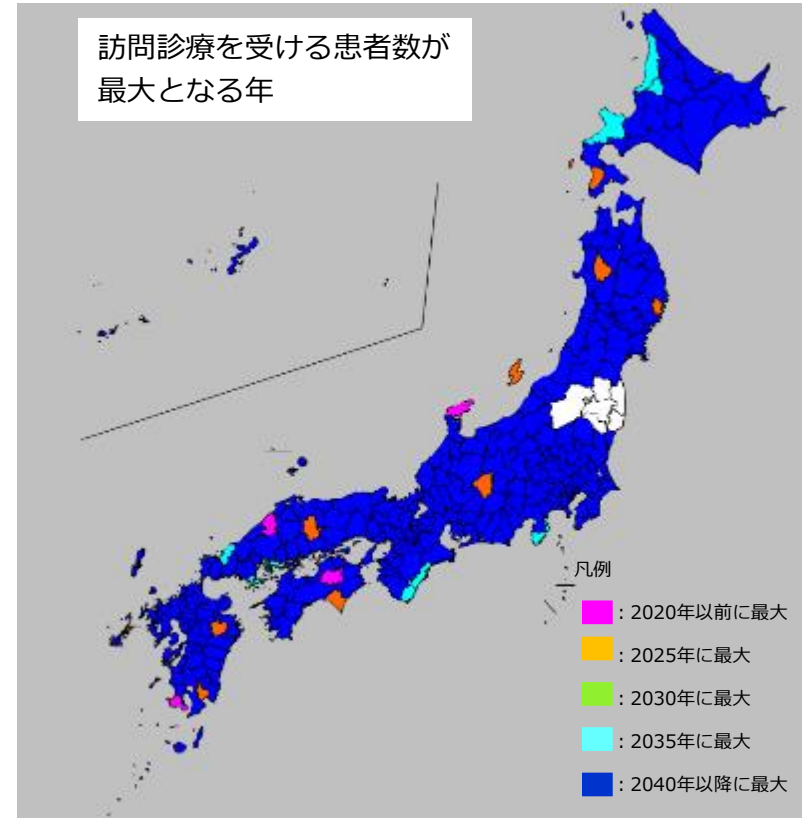 訪問診療を受ける患者数が
最大となる年
凡例
：2020年以前に最大
：2025年に最大
：2030年に最大
：2035年に最大
：2040年以降に最大